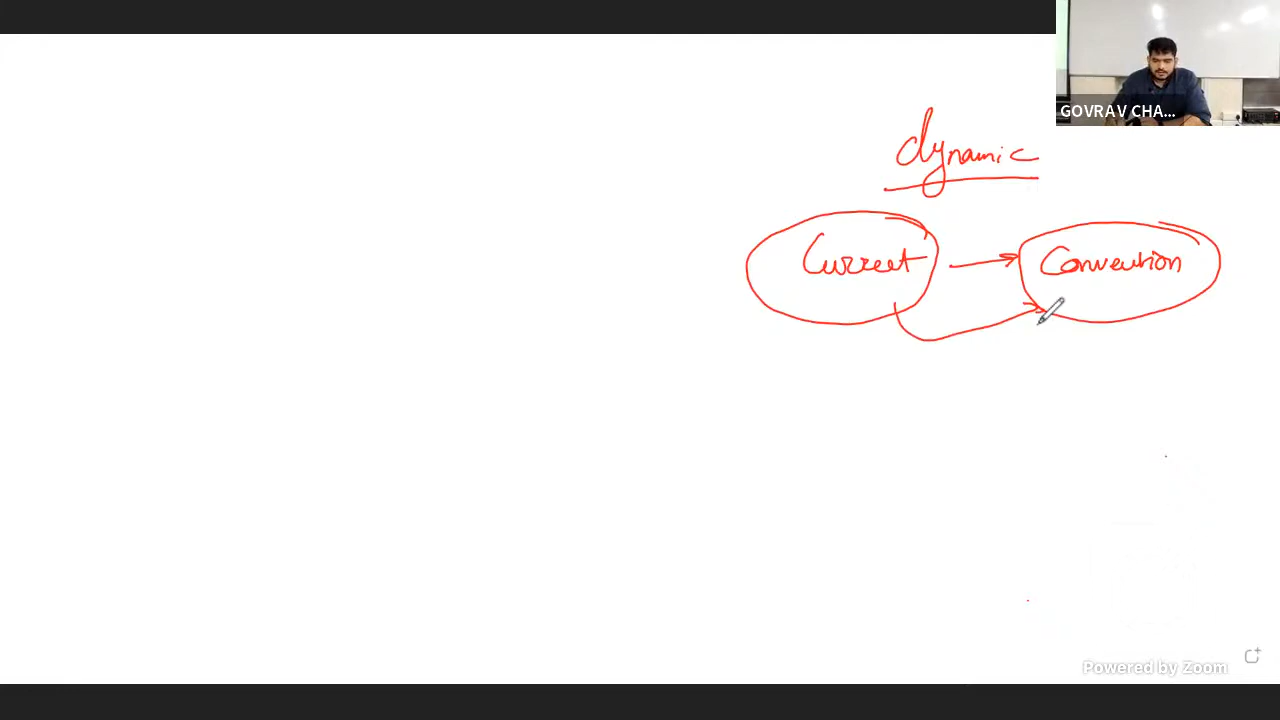 GOVRAV CHA...
dynamic
Current
Convention
Powered by Zoom